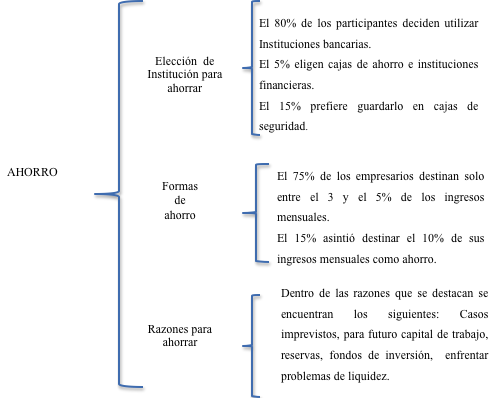 AHORRO
Elección de
Institución para
ahorrar
El 80% de los participantes deciden utilizar
Instituciones bancarias.
El 5% eligen cajas de ahorro e instituciones
financieras.
El 15% prefiere guardarlo en cajas de
seguridad.
Formas
de
ahorro
El 75% de los empresarios destinan solo
entre el 3 y el 5% de los ingresos
mensuales.
El 15% asintió destinar el 10% de sus
ingresos mensuales como ahorro.
Razones para
ahorrar
Dentro de las razones que se destacan se
encuentran los siguientes: Casos
imprevistos, para futuro capital de trabajo,
reservas, fondos de inversión, enfrentar
problemas de liquidez.